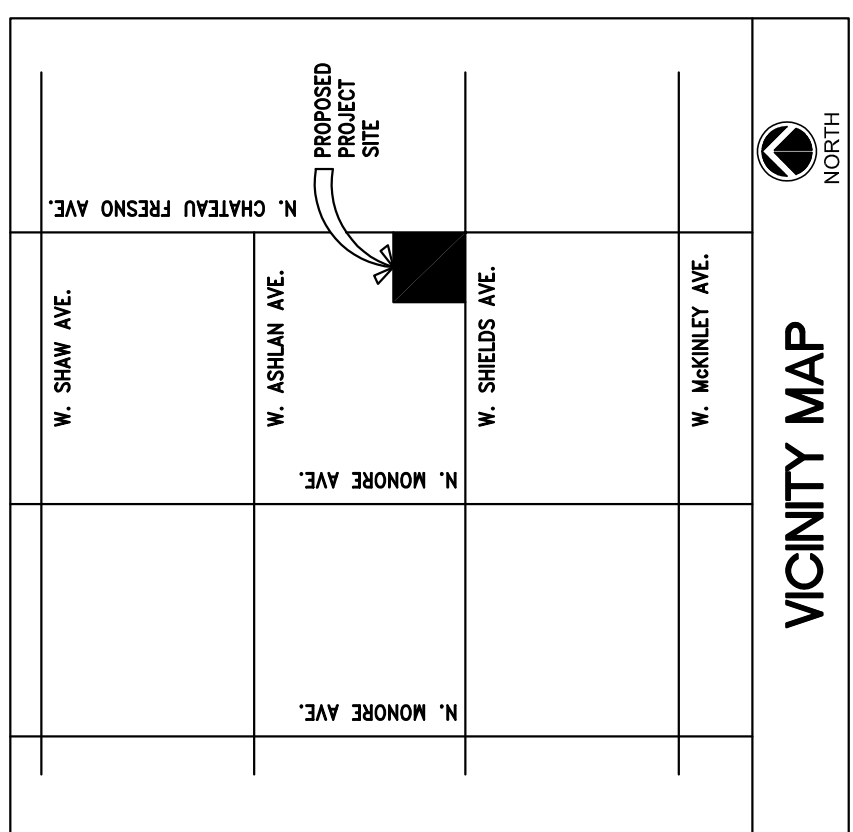 N. CHATEAU FRESNO AVE.
PROPOSED
PROJECT
SITE
W. SHAW AVE.
W. ASHLAN AVE.
W. SHIELDS AVE.
W. McKINLEY AVE.
N. MONORE AVE.
N. MONORE AVE.
NORTH
VICINITY MAP